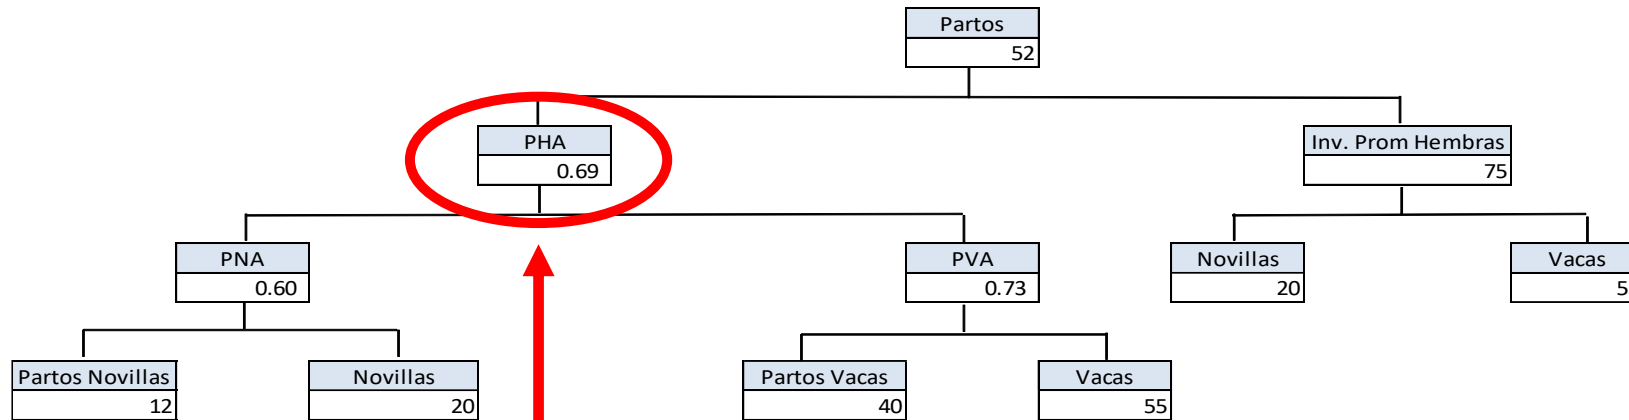 Partos
52
PHA
0.69
Inv. Prom Hembras
75
PNA
0.60
PVA
0.73
Novillas
20
Vacas
5
Partos Novillas
12
Novillas
20
Partos Vacas
40
Vacas
55